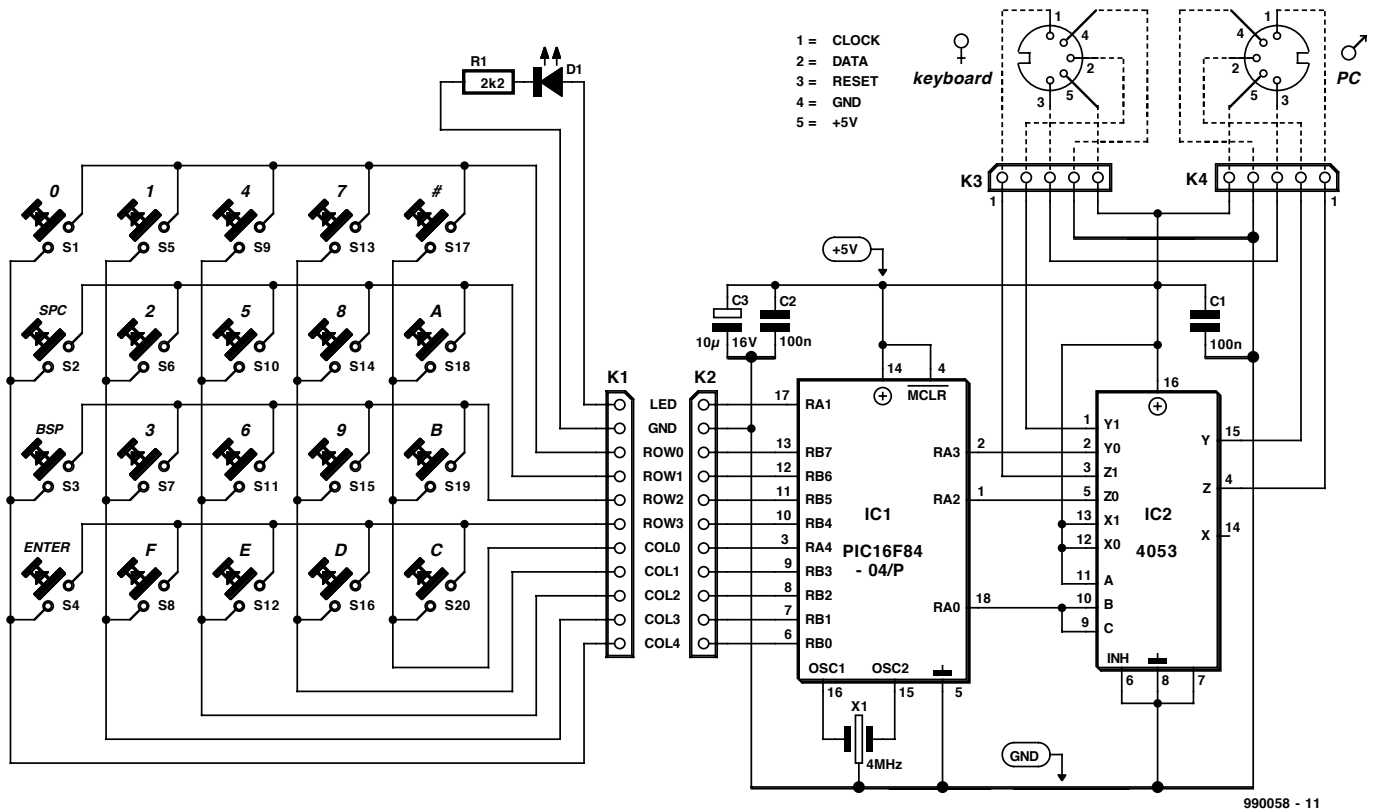 1 = CLOCK
2 = DATA
3 = RESET
4 = GND
5 = +5V
keyboard
1
4
2
3
5
PC
1
4
2
5
3
K3
1
K4
1
R1
2k2
D1
0
1
4
7
#
S1
S5
S9
S13
S17
SPC
2
5
8
A
S2
S6
S10
S14
S18
BSP
3
6
9
B
S3
S7
S11
S15
S19
ENTER
F
E
D
C
S4
S8
S12
S16
S20
K1
K2
LED
GND
ROW0
ROW1
ROW2
ROW3
COL0
COL1
COL2
COL3
COL4
+5V
C3
10µ
16V
C2
100n
C1
100n
14
4
MCLR
17 RA1
13 RB7
12 RB6
11 RB5
10 RB4
3 RA4
9 RB3
8 RB2
7 RB1
6 RB0
RA3 2
RA2 1
RA0 18
IC1
PIC16F84
- 04/P
OSC1
OSC2
16
15
5
X1
4MHz
16
1 Y1
2 Y0
3 Z1
5 Z0
13 X1
12 X0
11 A
10 B
9 C
Y 15
Z 4
X 14
IC2
4053
INH
6
8
7
GND
990058 - 11